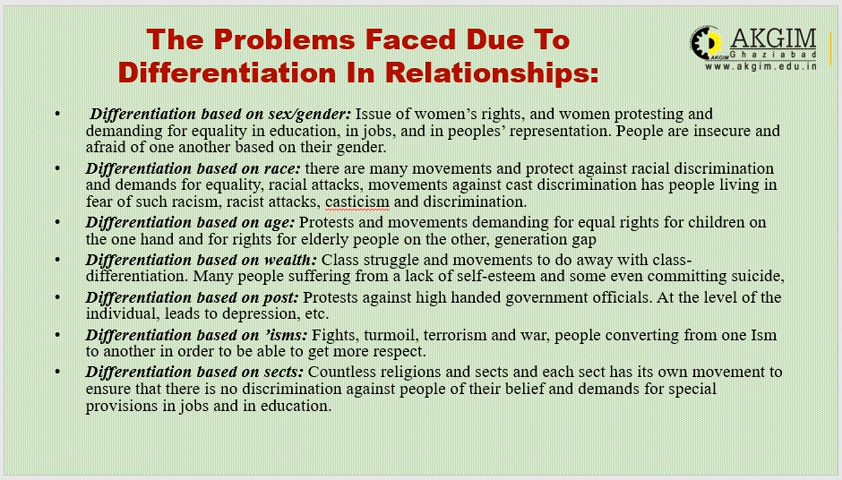 The Problems Faced Due To
Differentiation In Relationships:
AKGIM
Ghaziabad
AKGIM
www.akgim.edu.in
• Differentiation based on sex/gender: Issue of women’s rights, and women protesting and
demanding for equality in education, in jobs, and in peoples’ representation. People are insecure and
afraid of one another based on their gender.
• Differentiation based on race: there are many movements and protect against racial discrimination
and demands for equality, racial attacks, movements against cast discrimination has people living in
fear of such racism, racist attacks, casticism and discrimination.
• Differentiation based on age: Protests and movements demanding for equal rights for children on
the one hand and for rights for elderly people on the other, generation gap
• Differentiation based on wealth: Class struggle and movements to do away with class-
differentiation. Many people suffering from a lack of self-esteem and some even committing suicide,
• Differentiation based on post: Protests against high handed government officials. At the level of the
individual, leads to depression, etc.
• Differentiation based on ’isms: Fights, turmoil, terrorism and war, people converting from one Ism
to another in order to be able to get more respect.
• Differentiation based on sects: Countless religions and sects and each sect has its own movement to
ensure that there is no discrimination against people of their belief and demands for special
provisions in jobs and in education.